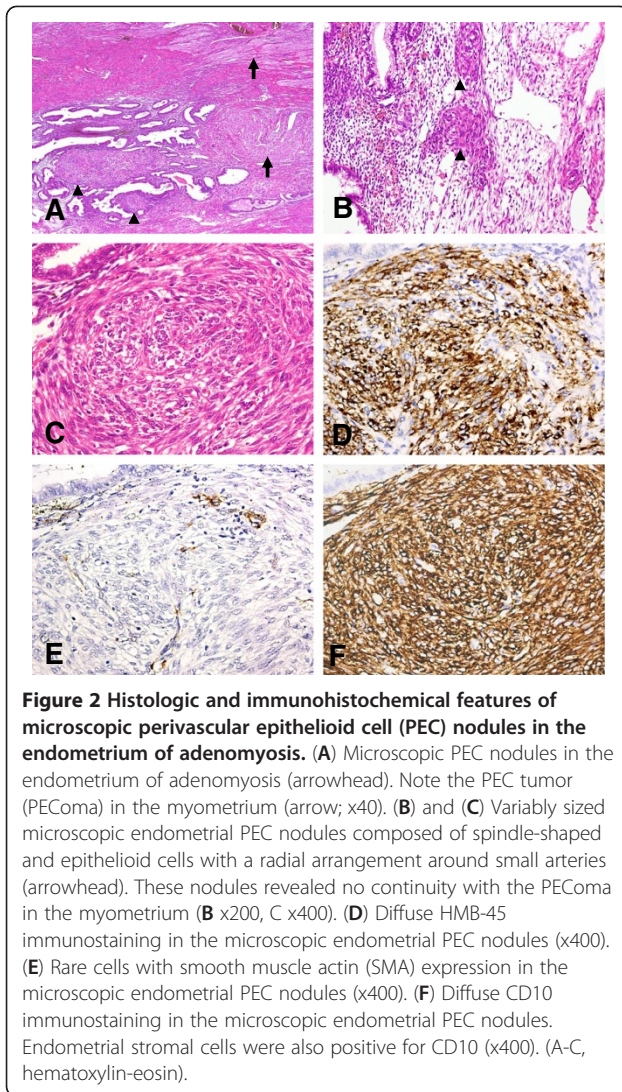 A
B
C
D
E
F
Figure 2 Histologic and immunohistochemical features of
microscopic perivascular epithelioid cell (PEC) nodules in the
endometrium of adenomyosis. (A) Microscopic PEC nodules in the
endometrium of adenomyosis (arrowhead). Note the PEC tumor
(PEComa) in the myometrium (arrow; x40). (B) and (C) Variably sized
microscopic endometrial PEC nodules composed of spindle-shaped
and epithelioid cells with a radial arrangement around small arteries
(arrowhead). These nodules revealed no continuity with the PEComa
in the myometrium (B x200, C x400). (D) Diffuse HMB-45
immunostaining in the microscopic endometrial PEC nodules (x400).
(E) Rare cells with smooth muscle actin (SMA) expression in the
microscopic endometrial PEC nodules (x400). (F) Diffuse CD10
immunostaining in the microscopic endometrial PEC nodules.
Endometrial stromal cells were also positive for CD10 (x400). (A-C,
hematoxylin-eosin).